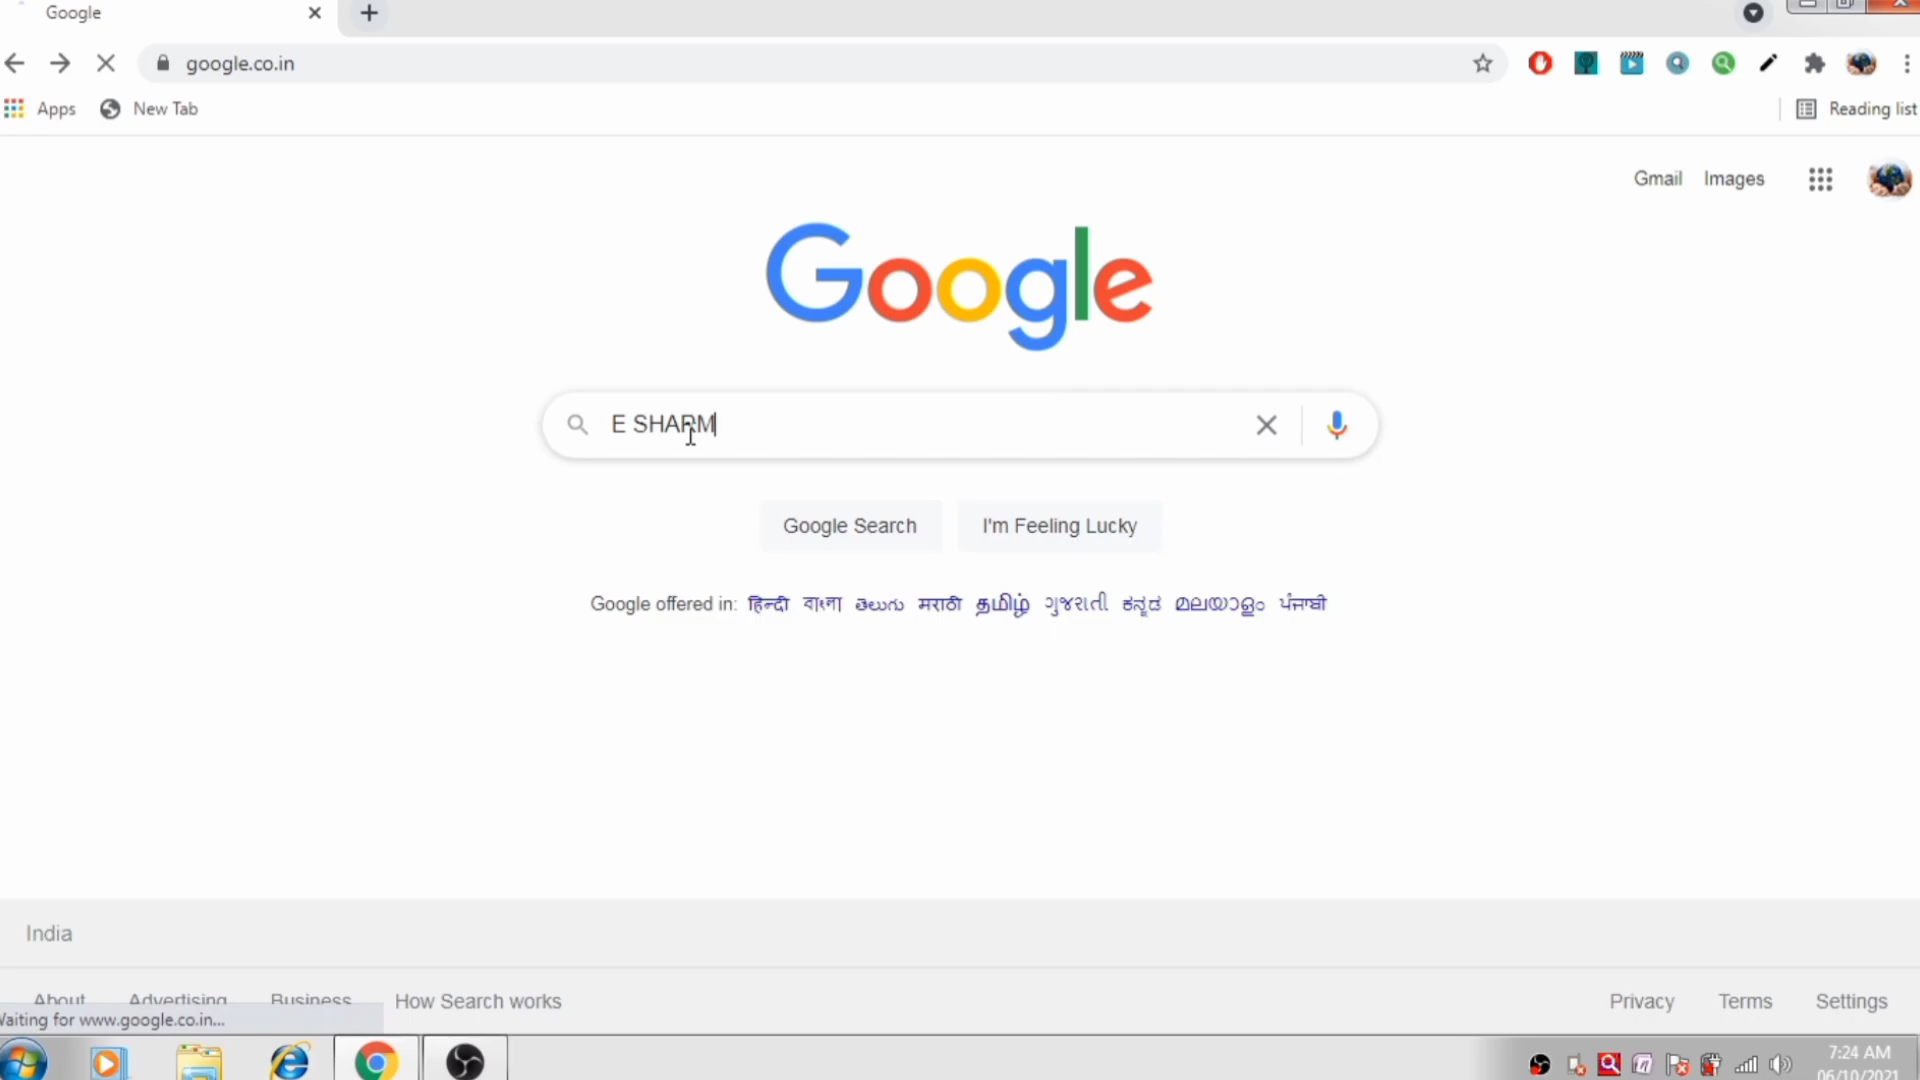 Google
google.co.in
Apps New Tab Reading list
Gmail Images
Google
E SHARM
Google Search I'm Feeling Lucky
Google offered in: हिन्दी বাংলা తెలుగు मराठी தமிழ் ગુજરાતી ಕನ್ನಡ മലയാളം ਪੰਜਾਬੀ
India
About Advertising Business How Search works Privacy Terms Settings
Waiting for www.google.co.in...
7:24 AM
06/10/2021